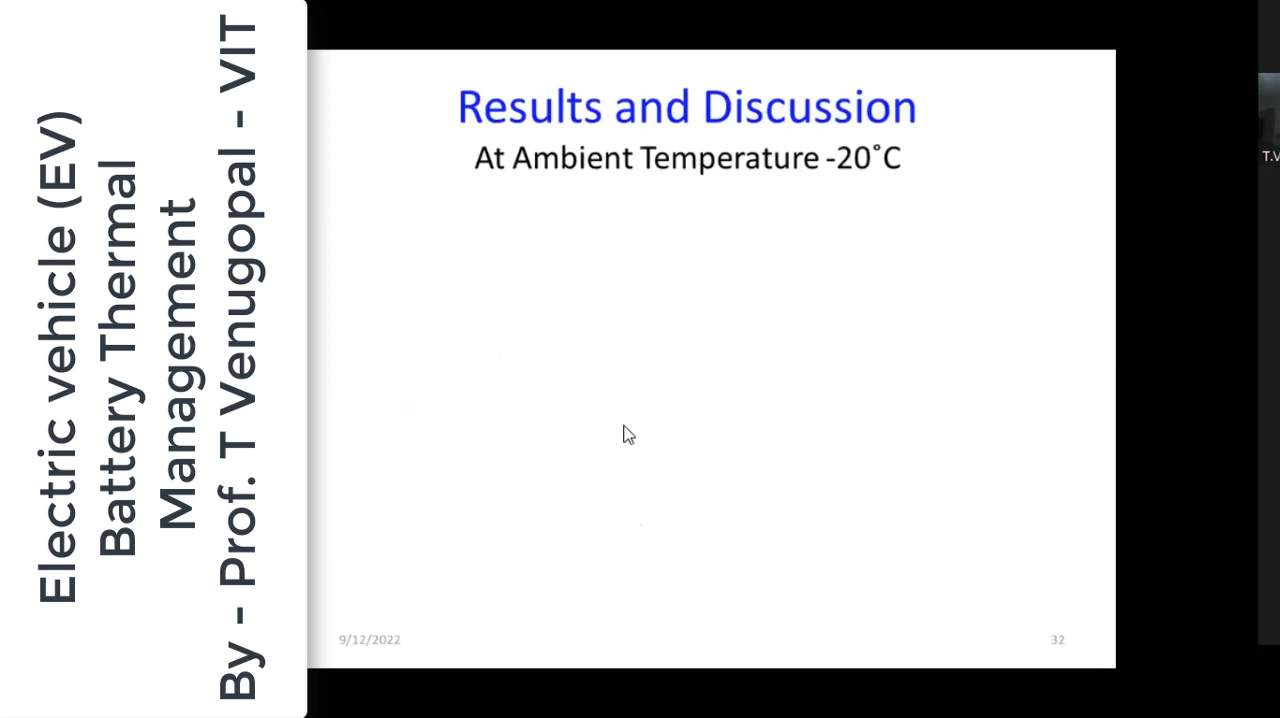 Electric vehicle (EV)
Battery Thermal
Management
By - Prof. T Venugopal - VIT
Results and Discussion
At Ambient Temperature -20˚C
9/12/2022
32